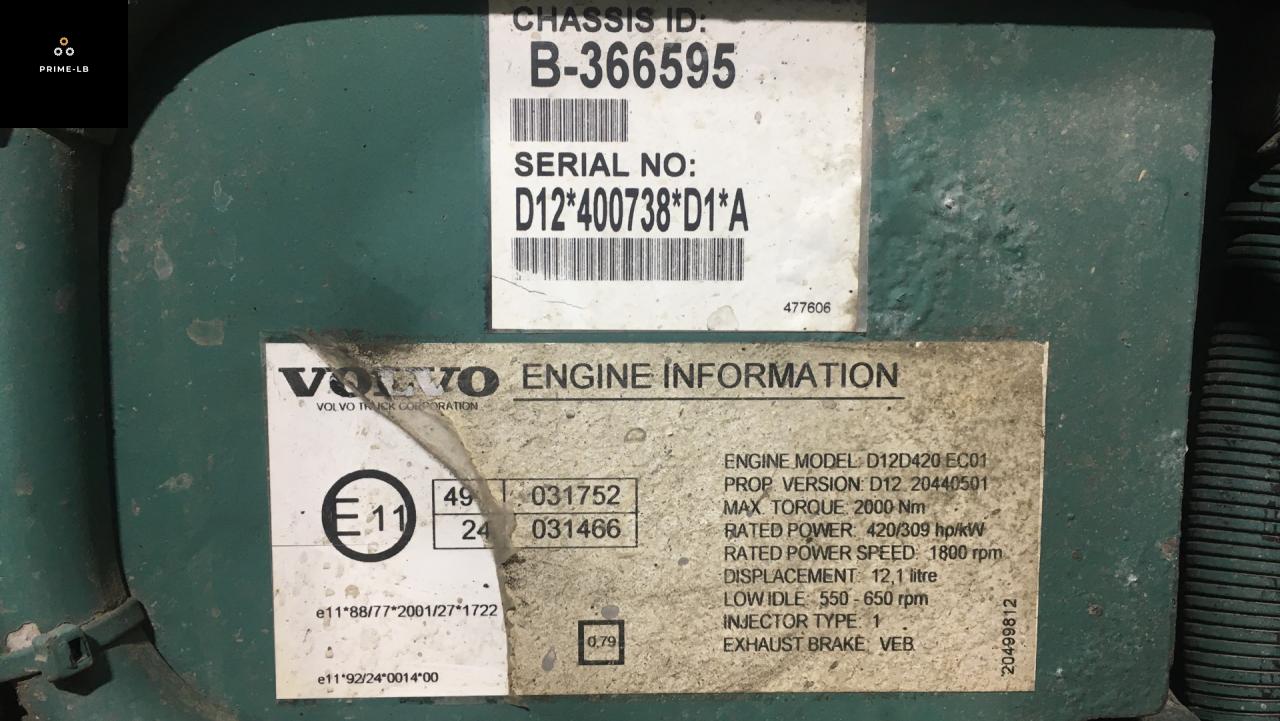 PRIME-LB
CHASSIS ID:
B-366595
SERIAL NO:
D12*400738*D1*A
477606
VOLVO ENGINE INFORMATION
VOLVO TRUCK CORPORATION
ENGINE MODEL: D12D420 EC01
PROP. VERSION: D12 20440501
MAX TORQUE: 2000 Nm
RATED POWER: 420/309 hp/kW
RATED POWER SPEED: 1800 rpm
DISPLACEMENT: 12,1 litre
LOW IDLE: 550 - 650 rpm
INJECTOR TYPE: 1
EXHAUST BRAKE: VEB
E11
49 031752
24 031466
e11*88/77*2001/27*1722
0,79
e11*92/24*0014*00
20499812